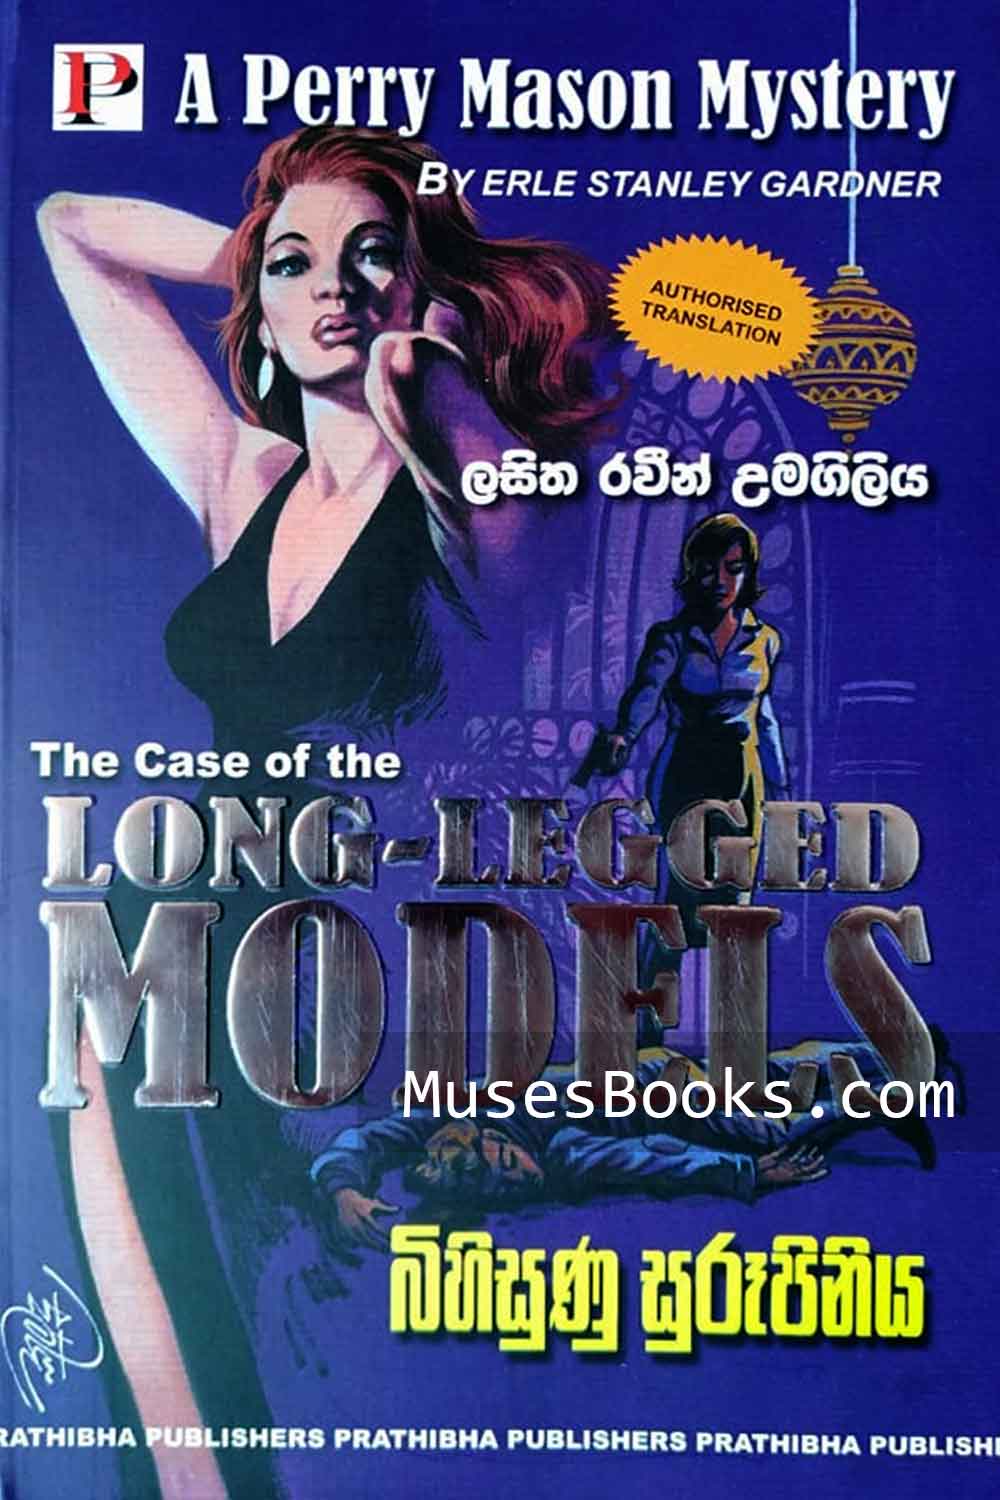 P
A Perry Mason Mystery
BY ERLE STANLEY GARDNER
AUTHORISED
TRANSLATION
ලසිත රවීන් උමගිලිය
The Case of the
LONG-LEGGED
MODELS
MusesBooks.com
බිහිසුණු සුරූපිනිය
RATHIBHA PUBLISHERS PRATHIBHA PUBLISHERS PRATHIBHA PUBLISH